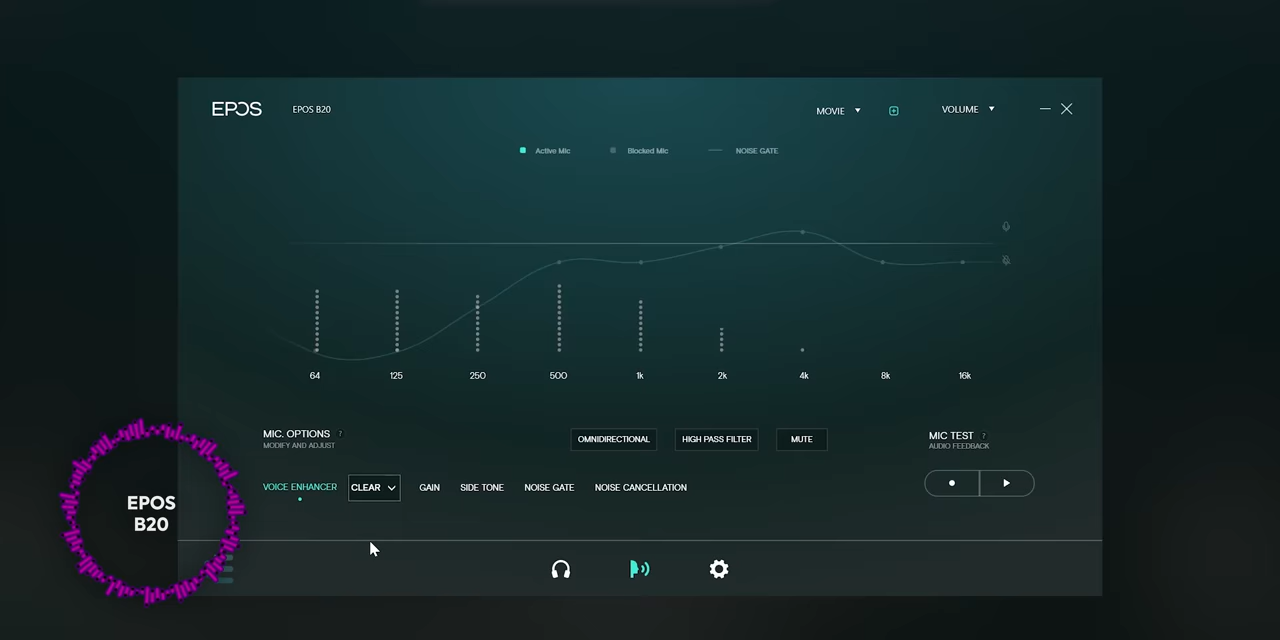 EPOS
EPOS B20
MOVIE
VOLUME
Active Mic
Blocked Mic
NOISE GATE
64
125
250
500
1k
2k
4k
8k
16k
MIC. OPTIONS ?
MODIFY AND ADJUST
OMNIDIRECTIONAL
HIGH PASS FILTER
MUTE
MIC TEST ?
AUDIO FEEDBACK
VOICE ENHANCER
CLEAR
GAIN
SIDE TONE
NOISE GATE
NOISE CANCELLATION
EPOS
B20